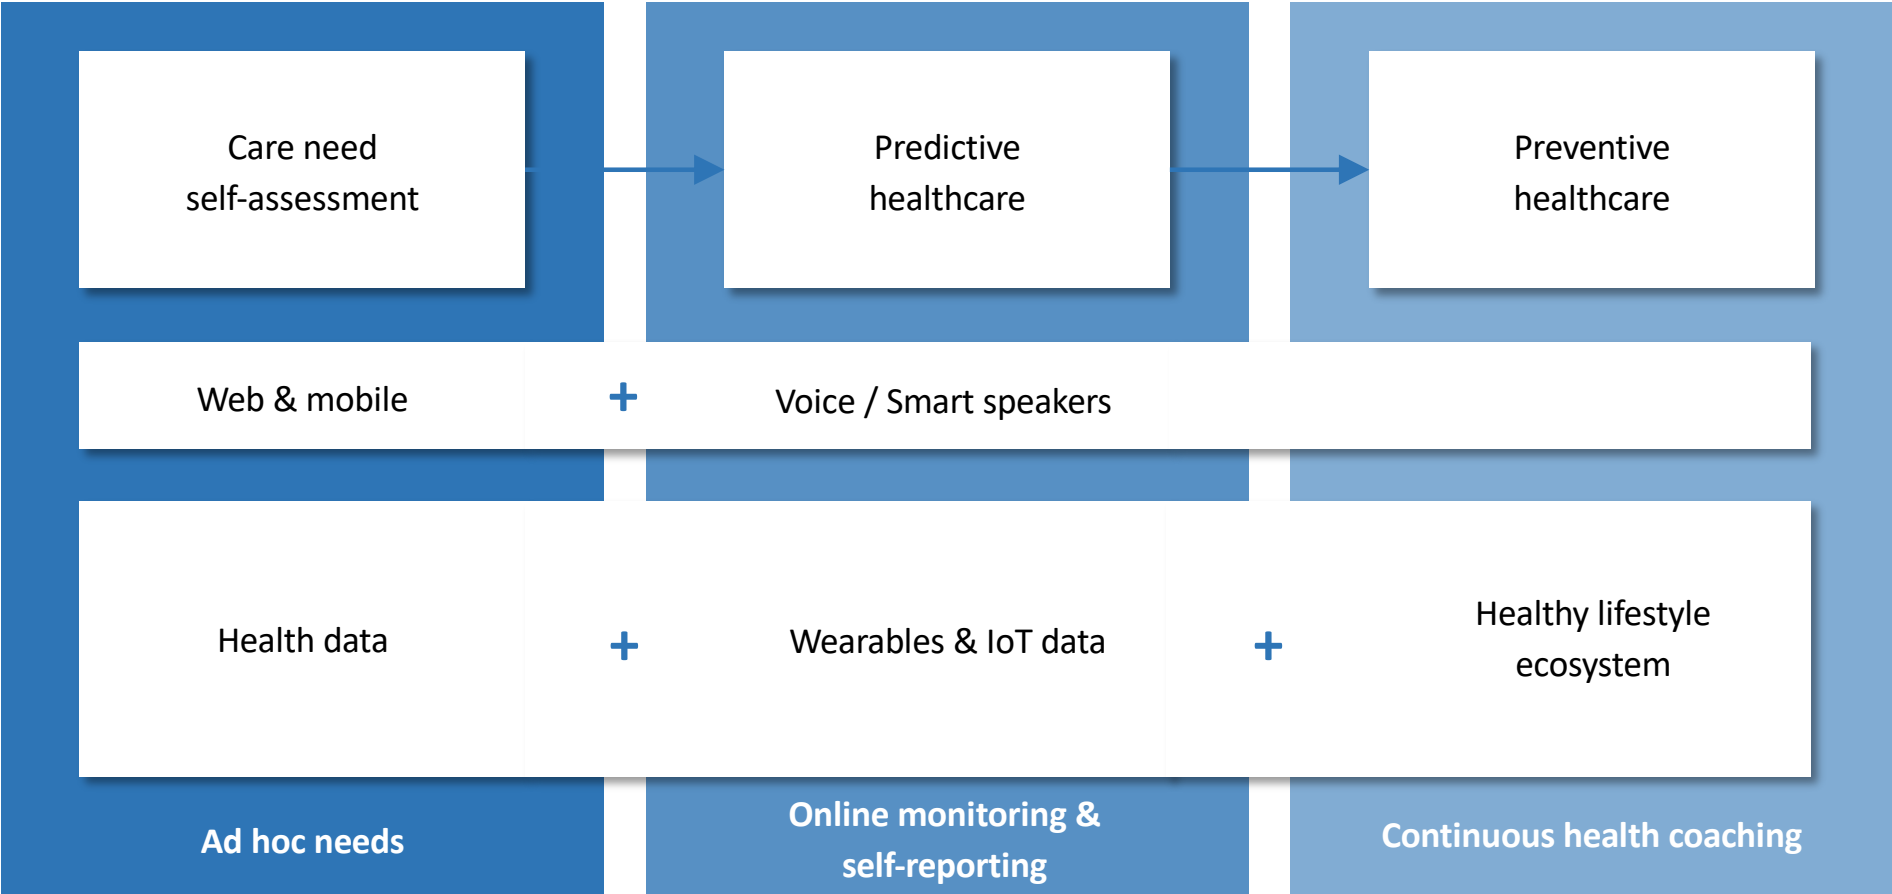 Care need
self-assessment
Predictive
healthcare
Preventive
healthcare
Web & mobile
+
Voice / Smart speakers
Health data
+
Wearables & IoT data
+
Healthy lifestyle
ecosystem
Ad hoc needs
Online monitoring &
self-reporting
Continuous health coaching